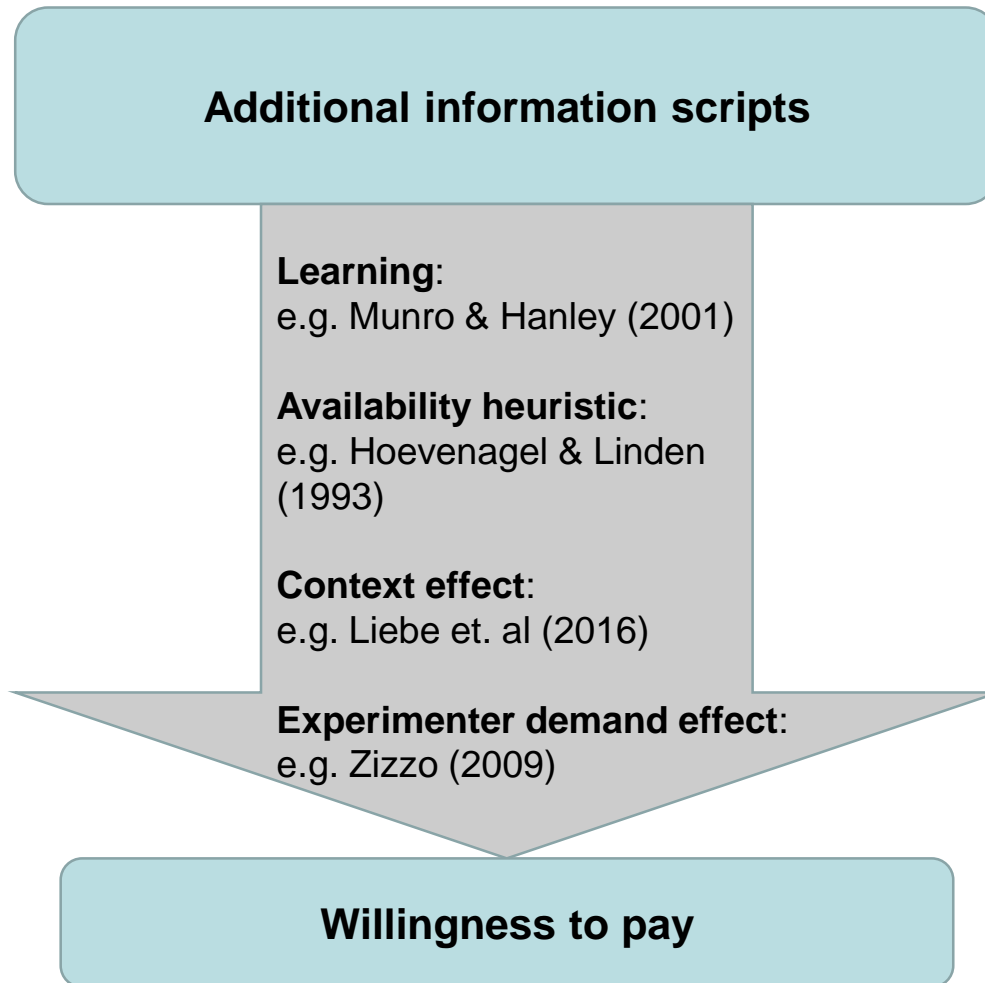 Additional information scripts
Learning:
e.g. Munro & Hanley (2001)
Availability heuristic:
e.g. Hoevenagel & Linden
(1993)
Context effect:
e.g. Liebe et. al (2016)
Experimenter demand effect:
e.g. Zizzo (2009)
Willingness to pay